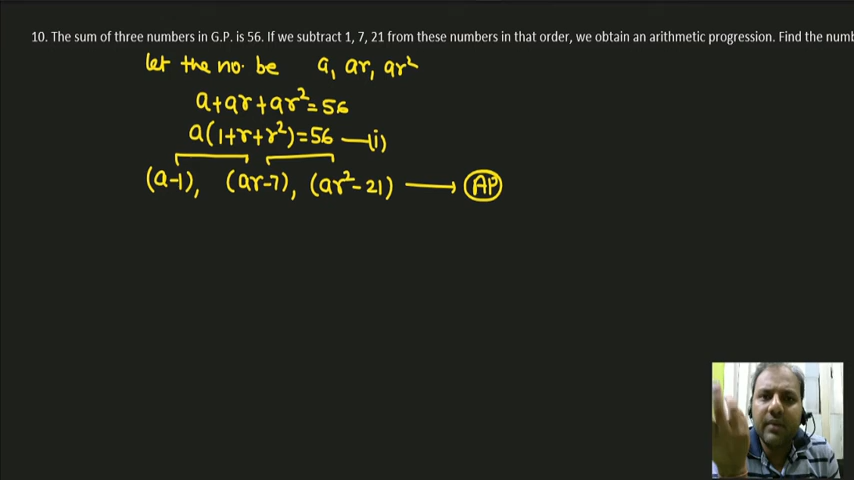 10. The sum of three numbers in G.P. is 56. If we subtract 1, 7, 21 from these numbers in that order, we obtain an arithmetic progression. Find the numb
let the no. be a, ar, ar²
a+ar+ar²=56
a(1+r+r²)=56 —(i)
(a-1), (ar-7), (ar²-21) → AP